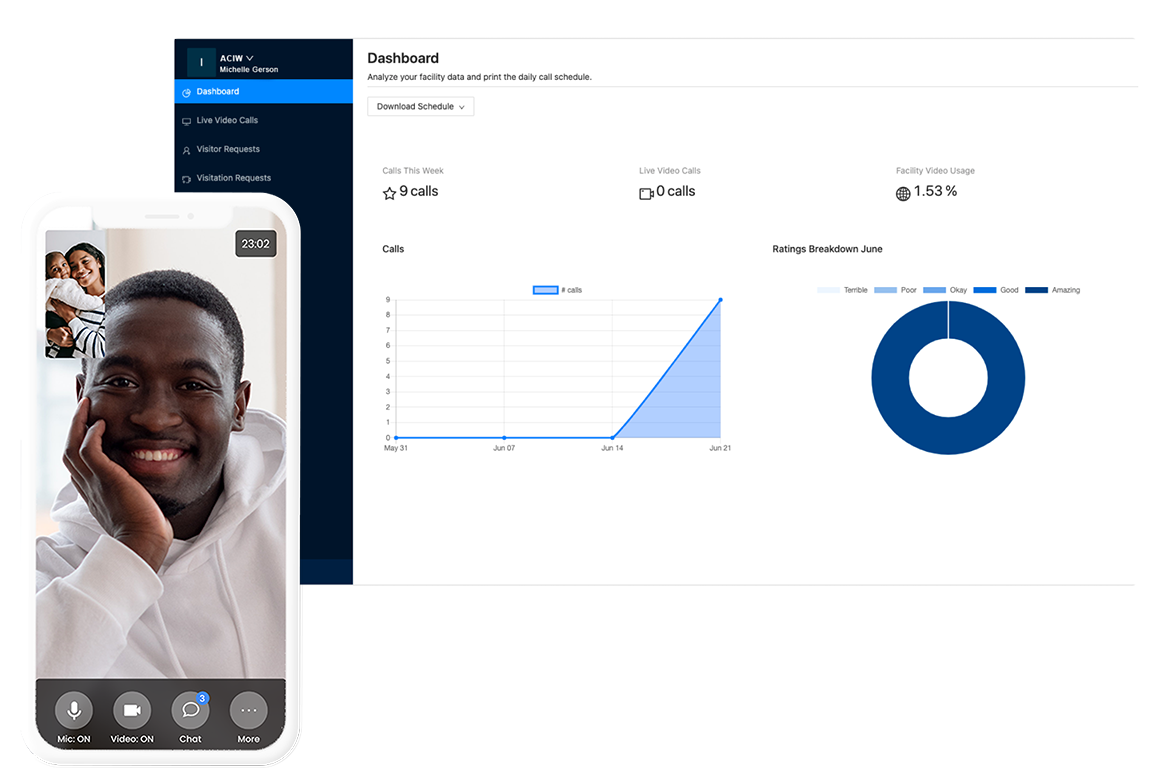 I
ACIW
Michelle Gerson
Dashboard
Live Video Calls
Visitor Requests
Visitation Requests
Dashboard
Analyze your facility data and print the daily call schedule.
Download Schedule
Calls This Week
9 calls
Live Video Calls
0 calls
Facility Video Usage
1.53 %
Calls
# calls
9
8
7
6
5
4
3
2
1
0
May 31
Jun 07
Jun 14
Jun 21
Ratings Breakdown June
Terrible
Poor
Okay
Good
Amazing
23:02
3
Mic: ON
Video: ON
Chat
More